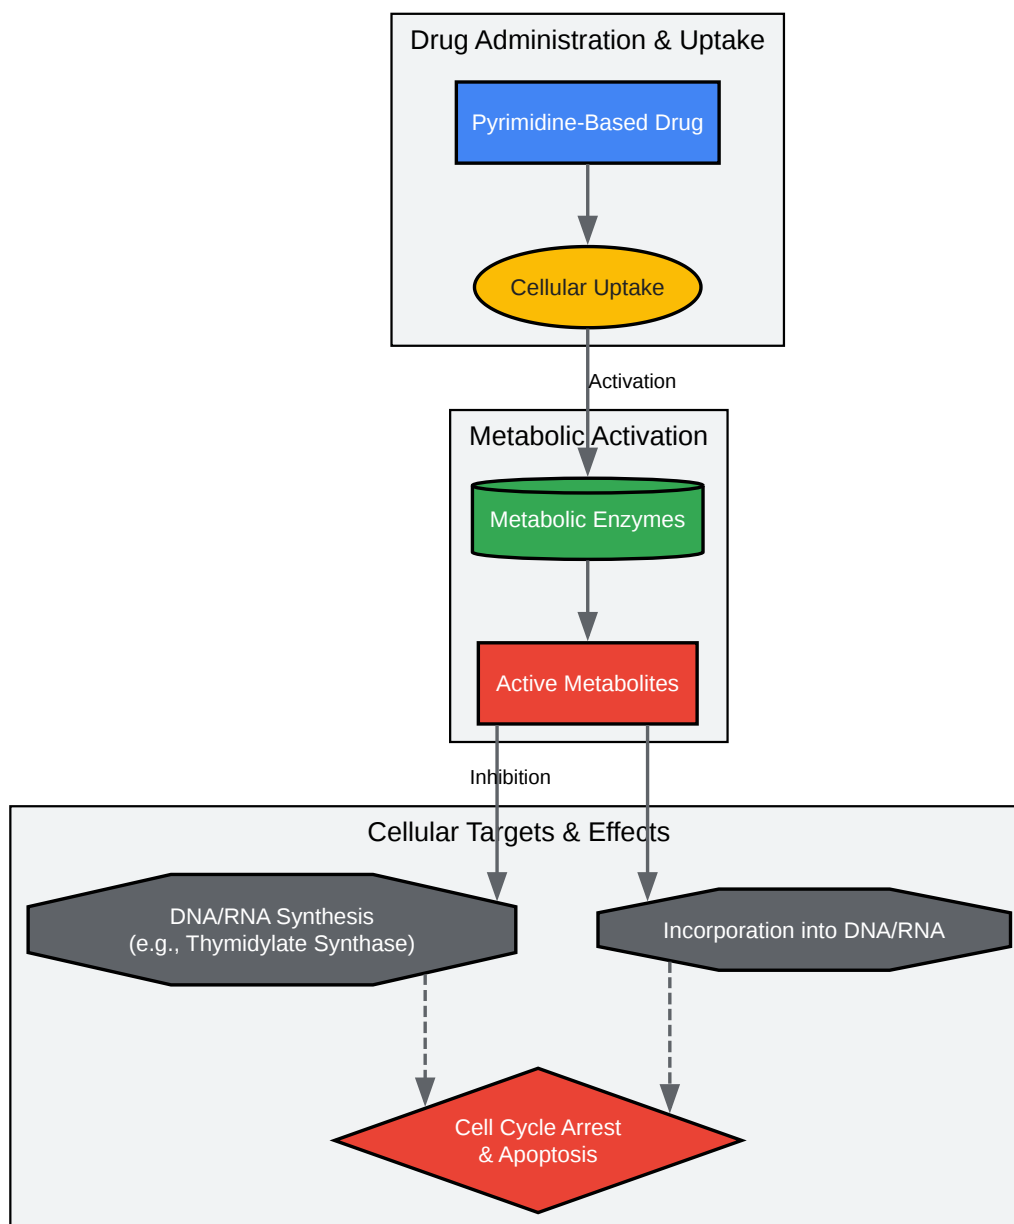 Drug Administration & Uptake
Pyrimidine-Based Drug
Cellular Uptake
Activation
Metabolic Activation
Metabolic Enzymes
Active Metabolites
Inhibition
Cellular Targets & Effects
DNA/RNA Synthesis
(e.g., Thymidylate Synthase)
Incorporation into DNA/RNA
Cell Cycle Arrest
& Apoptosis